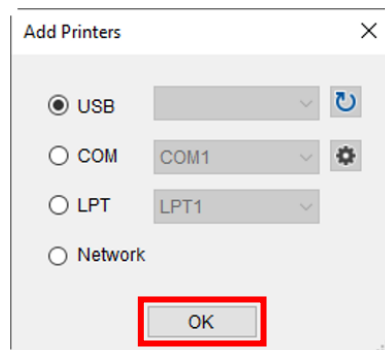 Add Printers
USB
COM COM1
LPT LPT1
Network
OK